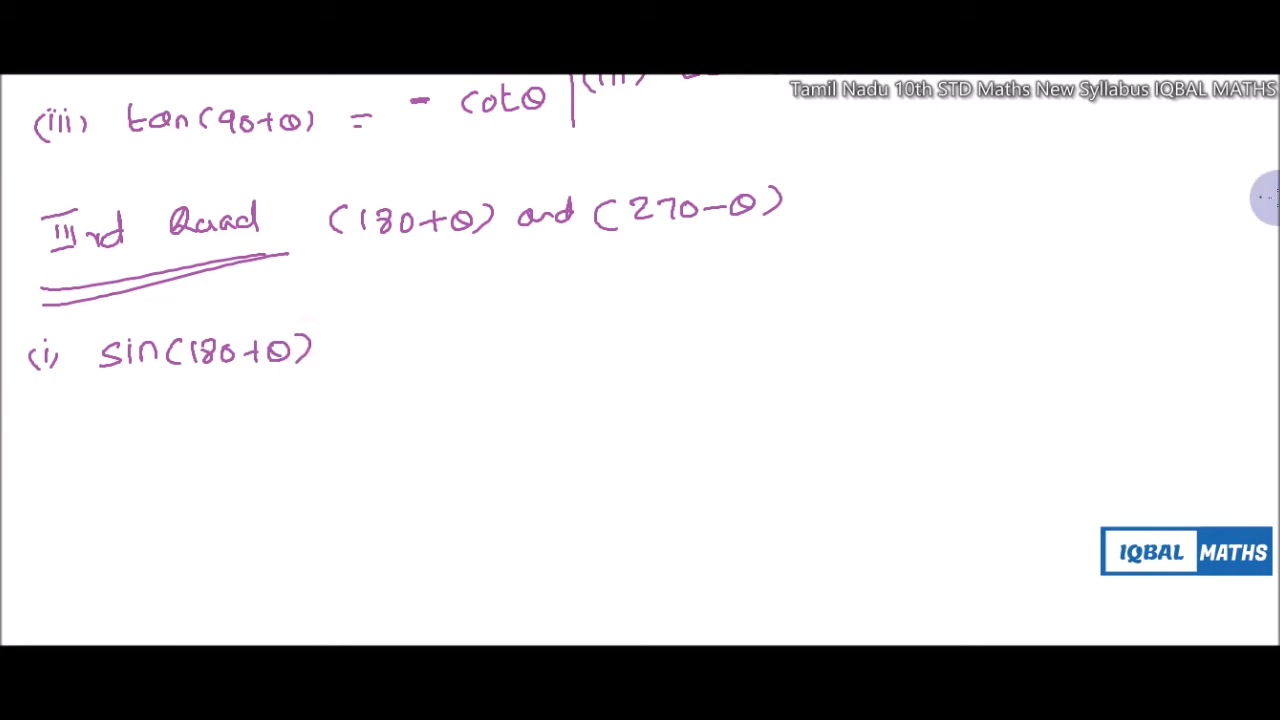 Tamil Nadu 10th STD Maths New Syllabus IQBAL MATHS
(iii) tan(90+θ) = - cotθ (iii)
IIIrd Quad (180+θ) and (270-θ)
(i) sin(180+θ)
IQBAL MATHS